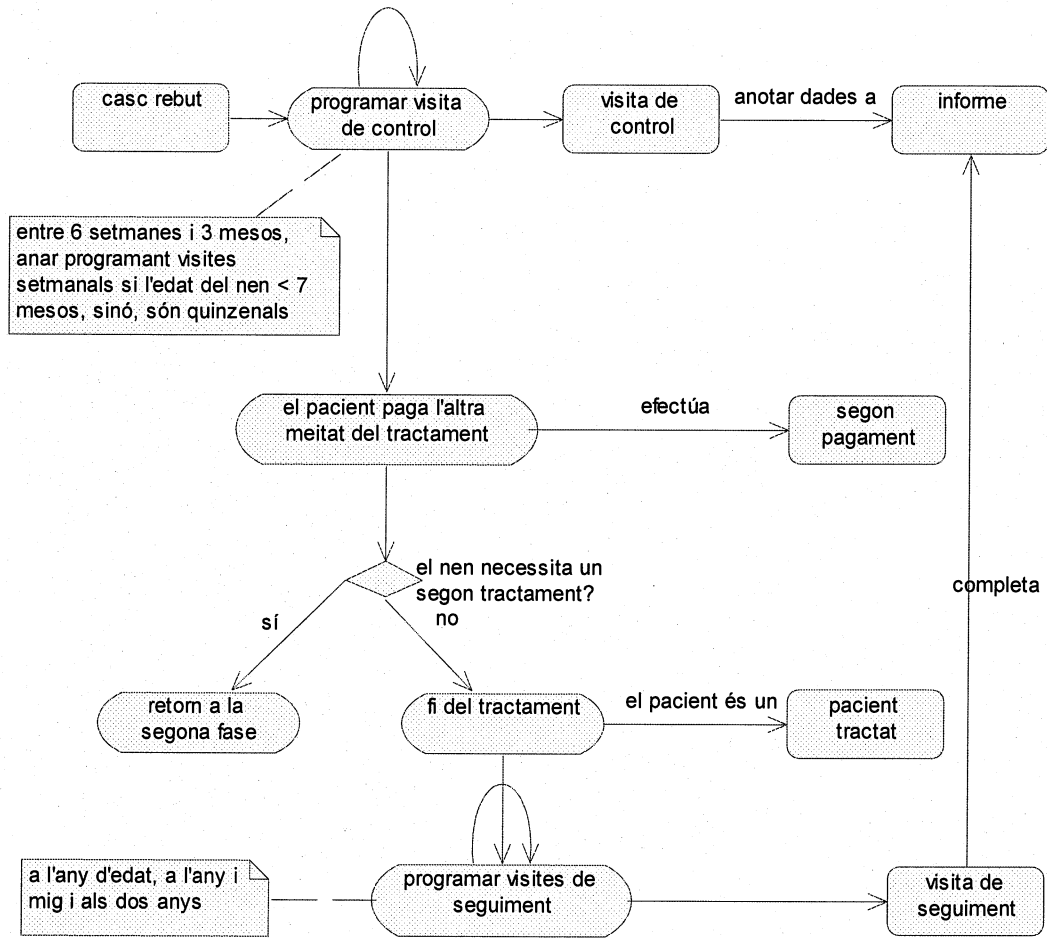 casc rebut
programar visita
de control
visita de
control
anotar dades a
informe
entre 6 setmanes i 3 mesos,
anar programant visites
setmanals si l'edat del nen < 7
mesos, sinó, són quinzenals
el pacient paga l'altra
meitat del tractament
efectúa
segon
pagament
el nen necessita un
segon tractament?
sí
no
completa
retorn a la
segona fase
fi del tractament
el pacient és un
pacient
tractat
a l'any d'edat, a l'any i
mig i als dos anys
programar visites de
seguiment
visita de
seguiment